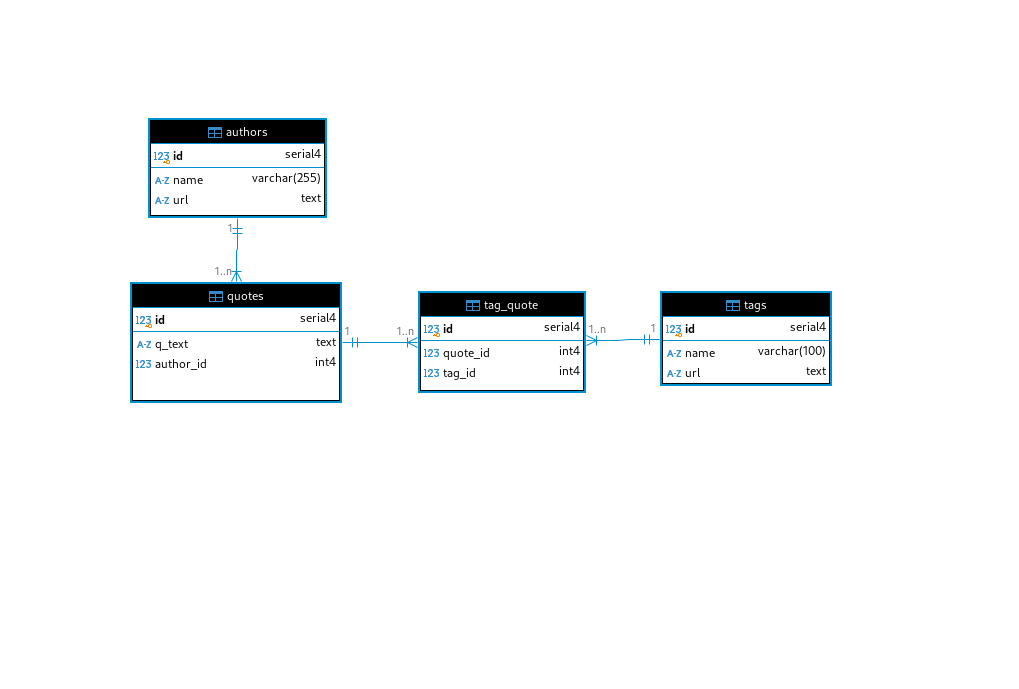 authors
123 id serial4
A-Z name varchar(255)
A-Z url text
1
1..n
quotes
123 id serial4
A-Z q_text text
123 author_id int4
1
1..n
tag_quote
123 id serial4
123 quote_id int4
123 tag_id int4
1..n
1
tags
123 id serial4
A-Z name varchar(100)
A-Z url text